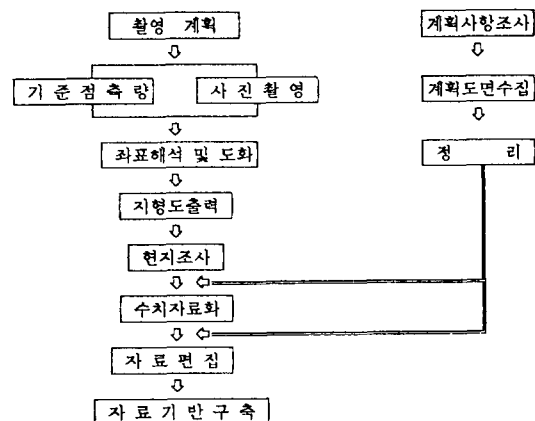 촬영 계획
계획사항조사
기준점측량
사진촬영
계획도면수집
좌표해석 및 도화
정 리
지형도출력
현지조사
수치자료화
자료편집
자료기반구축